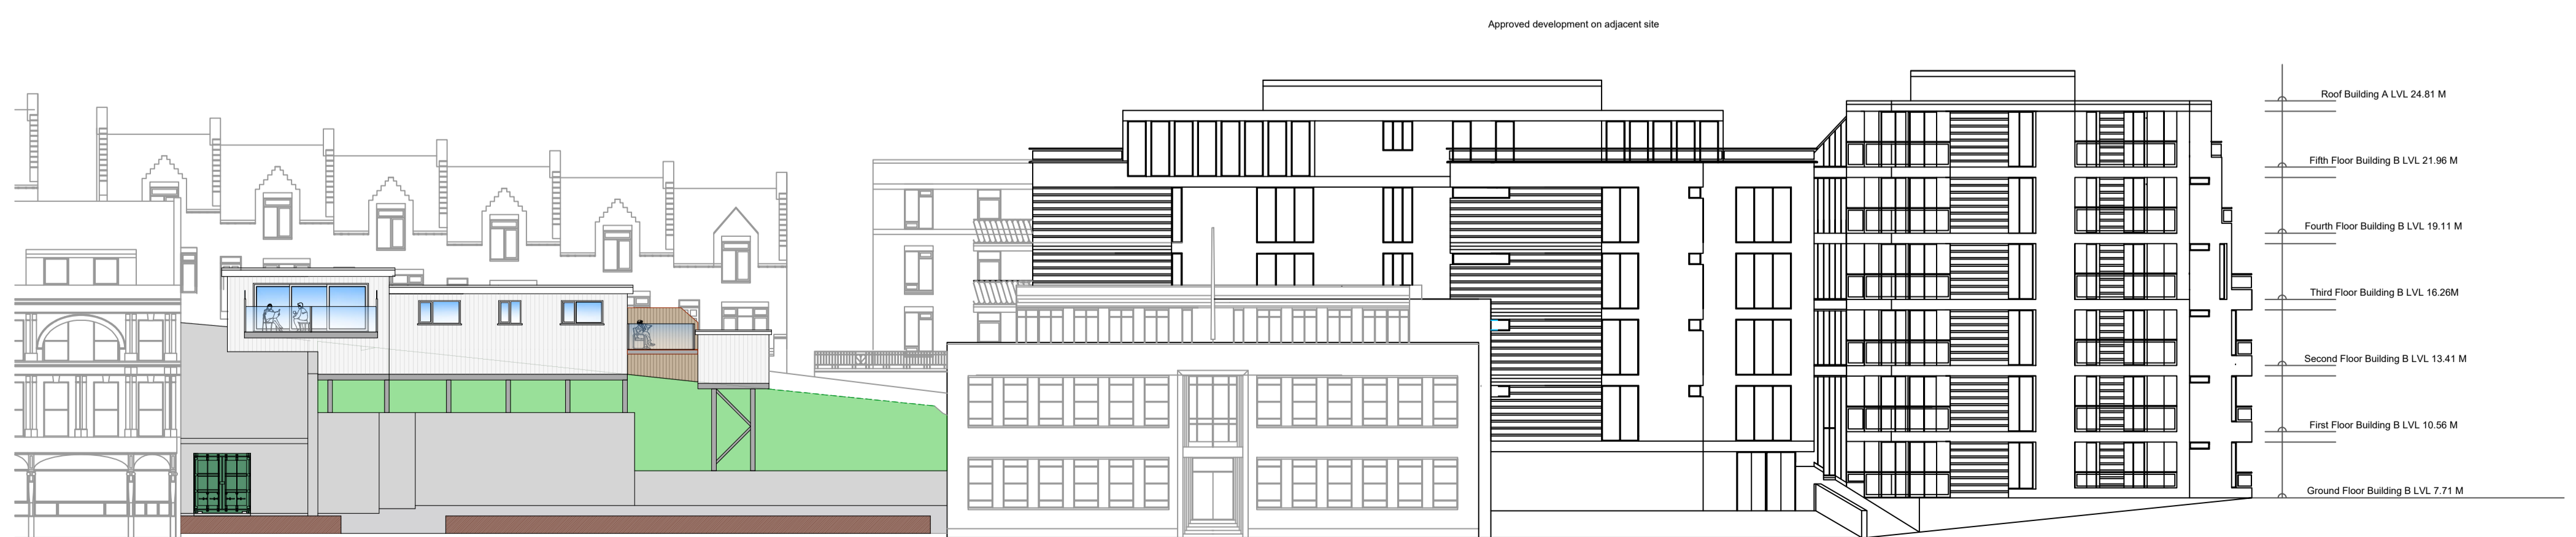 Approved development on adjacent site
Roof Building A LVL 24.81 M
Fifth Floor Building B LVL 21.96 M
Fourth Floor Building B LVL 19.11 M
Third Floor Building B LVL 16.26M
Second Floor Building B LVL 13.41 M
First Floor Building B LVL 10.56 M
Ground Floor Building B LVL 7.71 M